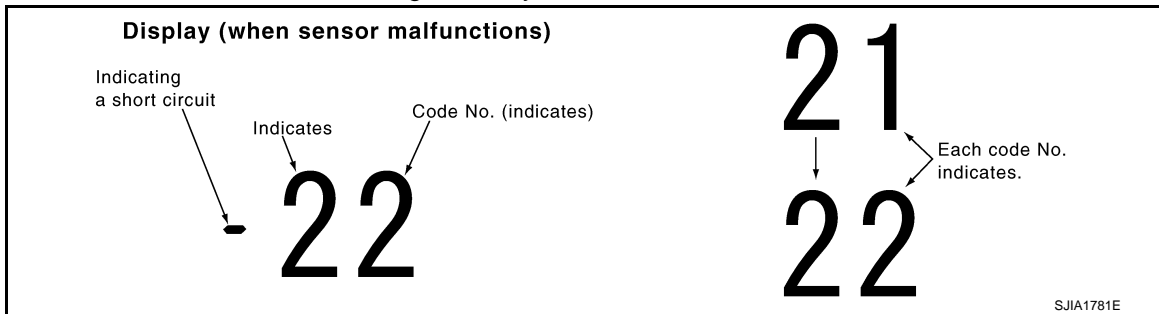 Display (when sensor malfunctions)
Indicating
a short circuit
Indicates
Code No. (indicates)
- 22
21
22
Each code No.
indicates.
SJIA1781E